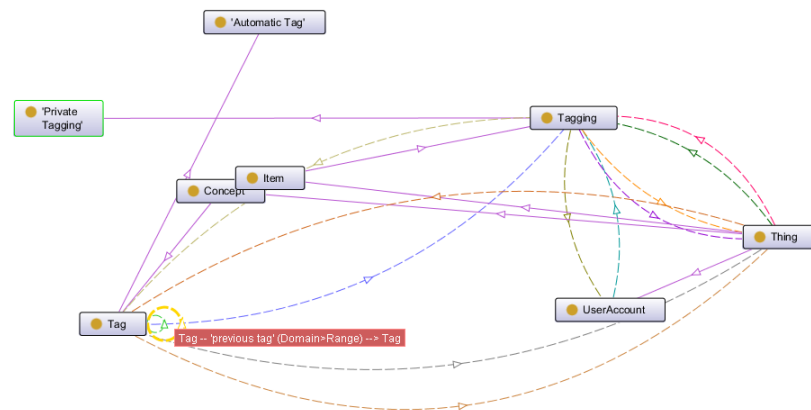 'Automatic Tag'
'Private
Tagging'
Tagging
Item
Concept
Thing
UserAccount
Tag
Tag -- 'previous tag' (Domain>Range) --> Tag